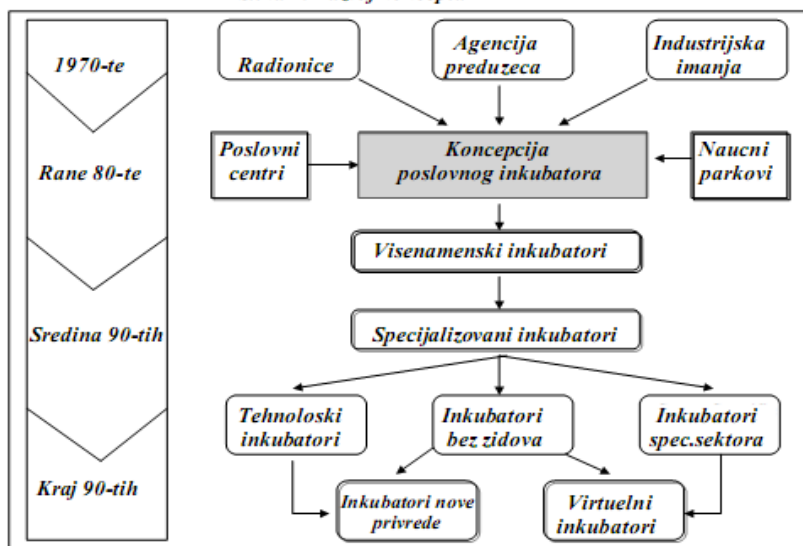 1970-te
Radionice
Agencija
preduzeca
Industrijska
imanja
Rane 80-te
Poslovni
centri
Koncepcija
poslovnog inkubatora
Naucni
parkovi
Visenamenski inkubatori
Sredina 90-tih
Specijalizovani inkubatori
Tehnoloski
inkubatori
Inkubatori
bez zidova
Inkubatori
spec.sektora
Kraj 90-tih
Inkubatori nove
privrede
Virtuelni
inkubatori